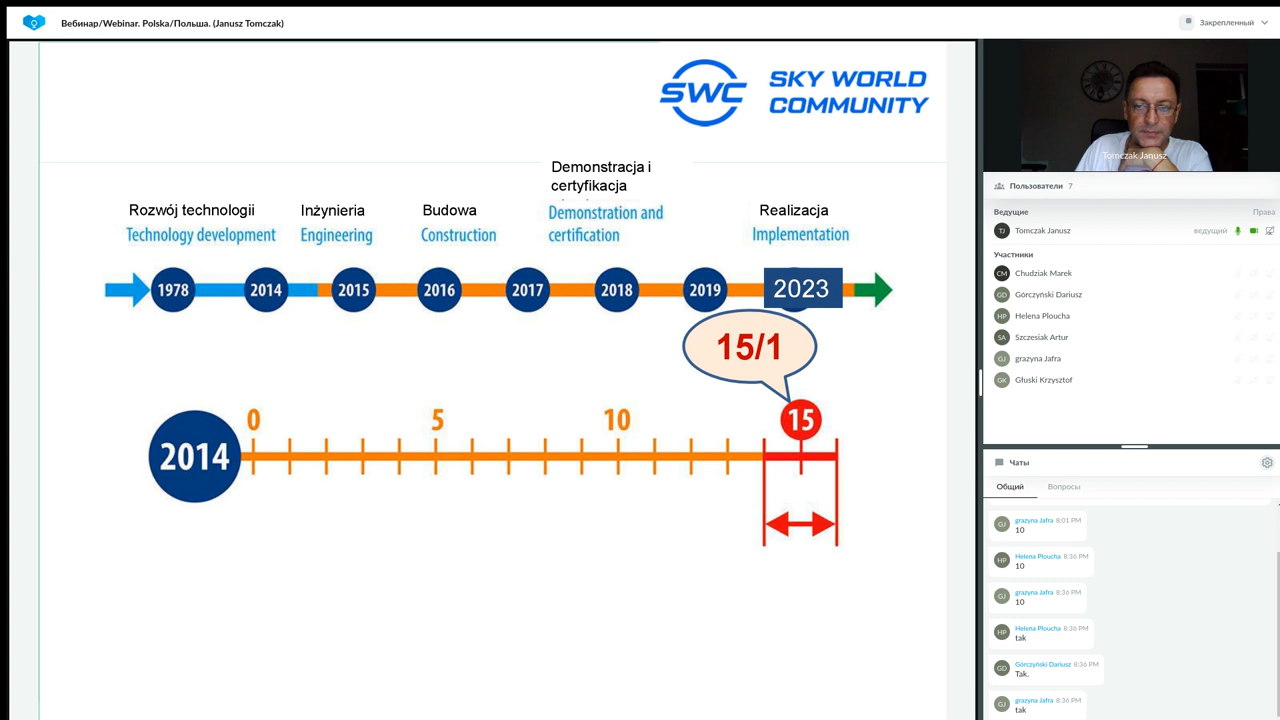 Вебинар/Webinar. Polska/Польша. (Janusz Tomczak)
Закрепленный
SWC
SKY WORLD
COMMUNITY
Demonstracja i
certyfikacja
Rozwój technologii
Inżynieria
Budowa
Realizacja
Technology development
Engineering
Construction
Demonstration and
certification
Implementation
1978
2014
2015
2016
2017
2018
2019
2023
15/1
0
5
10
15
2014
Tomczak Janusz
Пользователи 7
Ведущие
Права
TJ
Tomczak Janusz
ведущий
Участники
CM
Chudziak Marek
GD
Górczyński Dariusz
HP
Helena Ploucha
SA
Szczesiak Artur
GJ
grazyna Jafra
GK
Głuski Krzysztof
Чаты
Общий
Вопросы
GJ
grazyna Jafra 8:01 PM
10
HP
Helena Ploucha 8:36 PM
10
GJ
grazyna Jafra 8:36 PM
10
HP
Helena Ploucha 8:36 PM
tak
GD
Górczyński Dariusz 8:36 PM
Tak.
GJ
grazyna Jafra 8:36 PM
tak